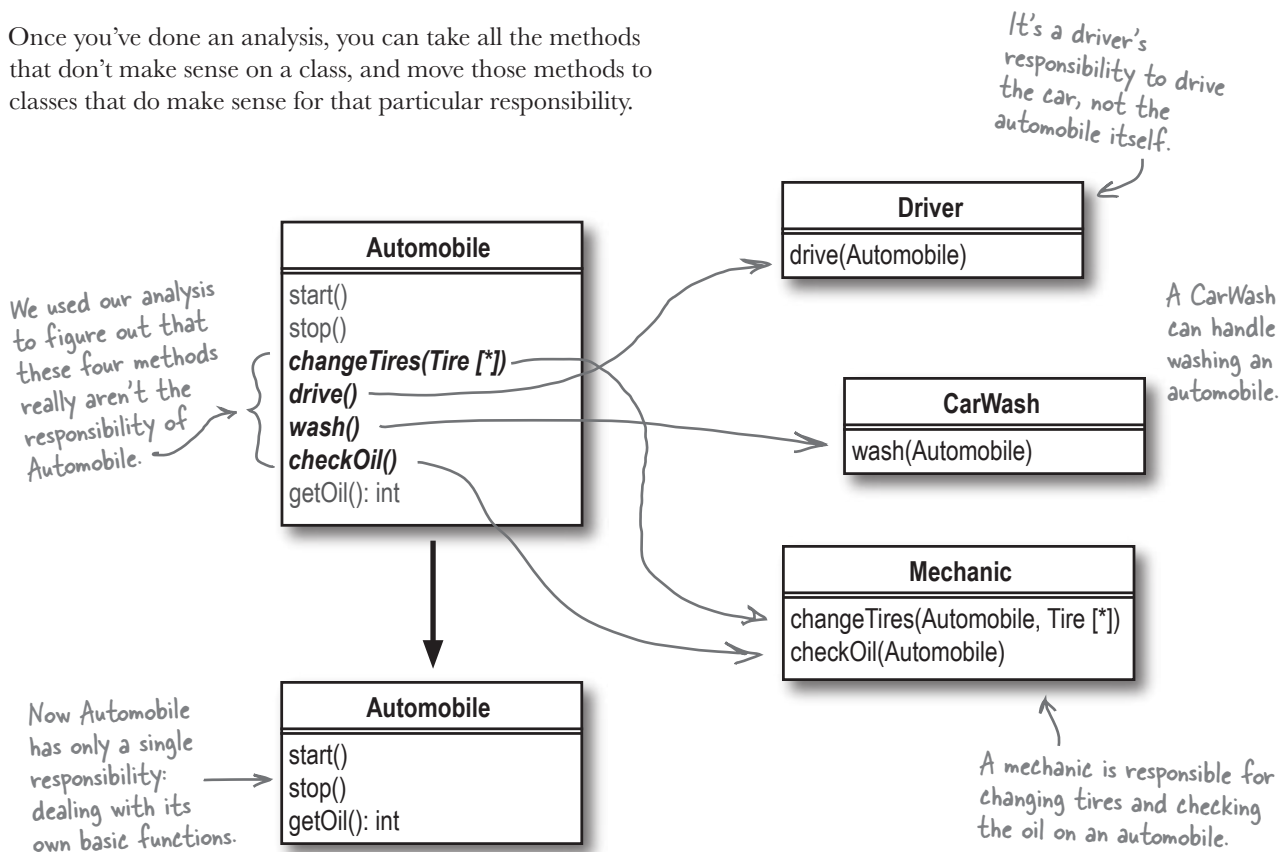 Once you've done an analysis, you can take all the methods
that don't make sense on a class, and move those methods to
classes that do make sense for that particular responsibility.
It's a driver's
responsibility to drive
the car, not the
automobile itself.
We used our analysis
to figure out that
these four methods
really aren't the
responsibility of
Automobile.
Automobile
start()
stop()
changeTires(Tire [*])
drive()
wash()
checkOil()
getOil(): int
Driver
drive(Automobile)
A CarWash
can handle
washing an
automobile.
CarWash
wash(Automobile)
Mechanic
changeTires(Automobile, Tire [*])
checkOil(Automobile)
Now Automobile
has only a single
responsibility:
dealing with its
own basic functions.
Automobile
start()
stop()
getOil(): int
A mechanic is responsible for
changing tires and checking
the oil on an automobile.